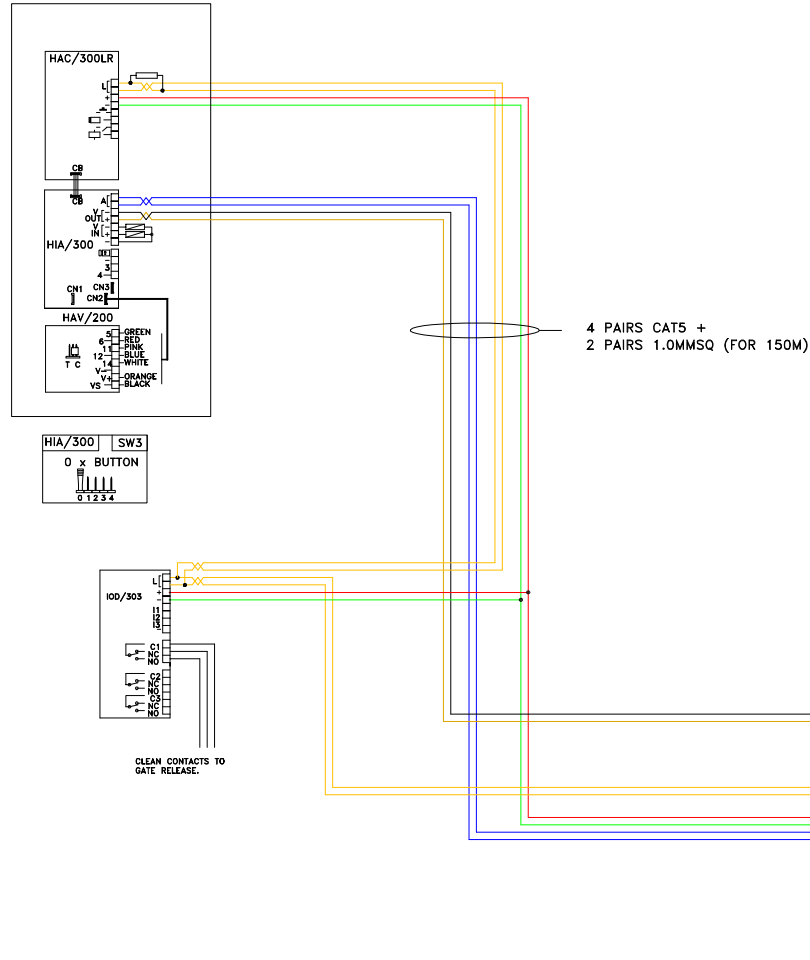 HAC/300LR
L
+
-
CB
CB
A
V -
OUT +
V -
IN +
-
HIA/300
-
3
4
CN1 CN3
CN2
HAV/200
5 GREEN
6 RED
11 PINK
12 BLUE
14 WHITE
V-
V+ ORANGE
VS BLACK
T C
4 PAIRS CAT5 +
2 PAIRS 1.0MMSQ (FOR 150M)
HIA/300 SW3
0 x BUTTON
0 1 2 3 4
L
+
-
IOD/303
I1
I2
I3
-
C1
NC
NO
C2
NC
NO
C3
NC
NO
CLEAN CONTACTS TO
GATE RELEASE.